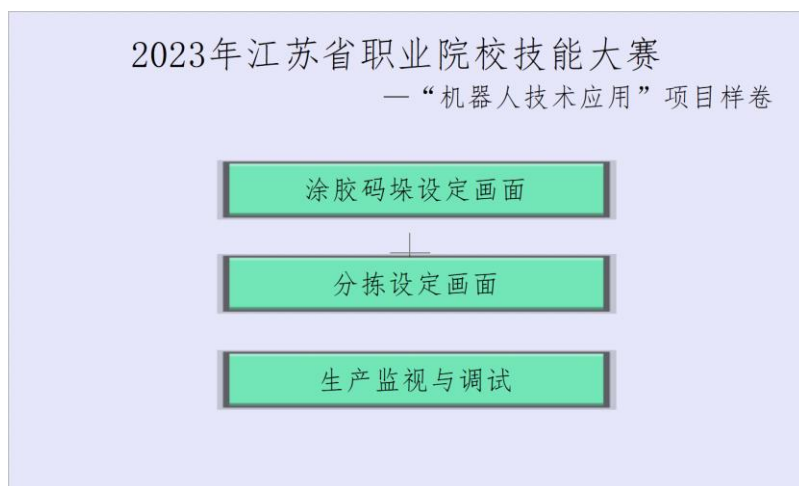 2023年江苏省职业院校技能大赛
—“机器人技术应用”项目样卷
涂胶码垛设定画面
分拣设定画面
生产监视与调试